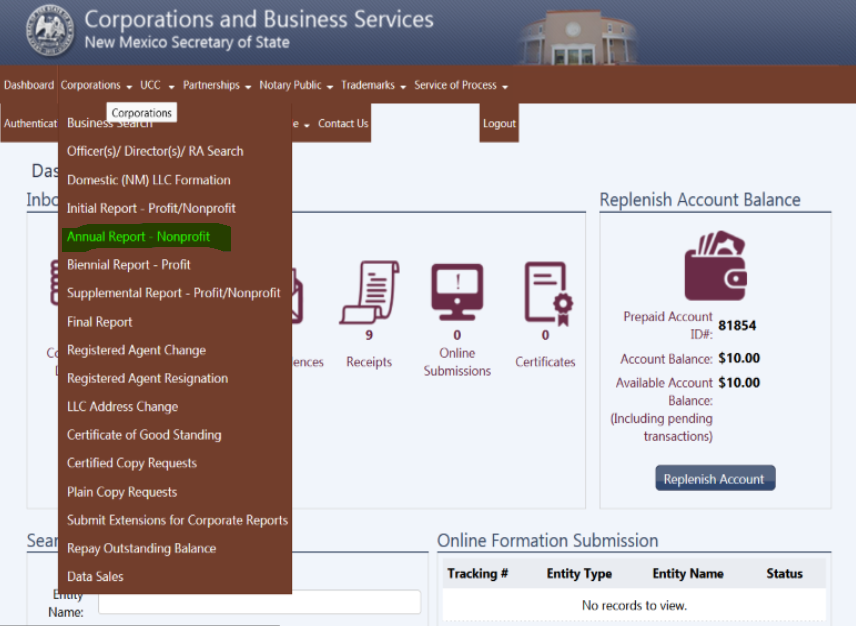 Corporations and Business Services
New Mexico Secretary of State
Dashboard Corporations UCC Partnerships Notary Public Trademarks Service of Process
Contact Us Logout
Corporations
Business Search
Officer(s)/ Director(s)/ RA Search
Domestic (NM) LLC Formation
Initial Report - Profit/Nonprofit
Annual Report - Nonprofit
Biennial Report - Profit
Supplemental Report - Profit/Nonprofit
Final Report
Registered Agent Change
Registered Agent Resignation
LLC Address Change
Certificate of Good Standing
Certified Copy Requests
Plain Copy Requests
Submit Extensions for Corporate Reports
Repay Outstanding Balance
Data Sales
9
Receipts
0
Online
Submissions
0
Certificates
Replenish Account Balance
Prepaid Account
ID#: 81854
Account Balance: $10.00
Available Account $10.00
Balance:
(Including pending
transactions)
Replenish Account
Entity
Name:
Online Formation Submission
Tracking # Entity Type Entity Name Status
No records to view.